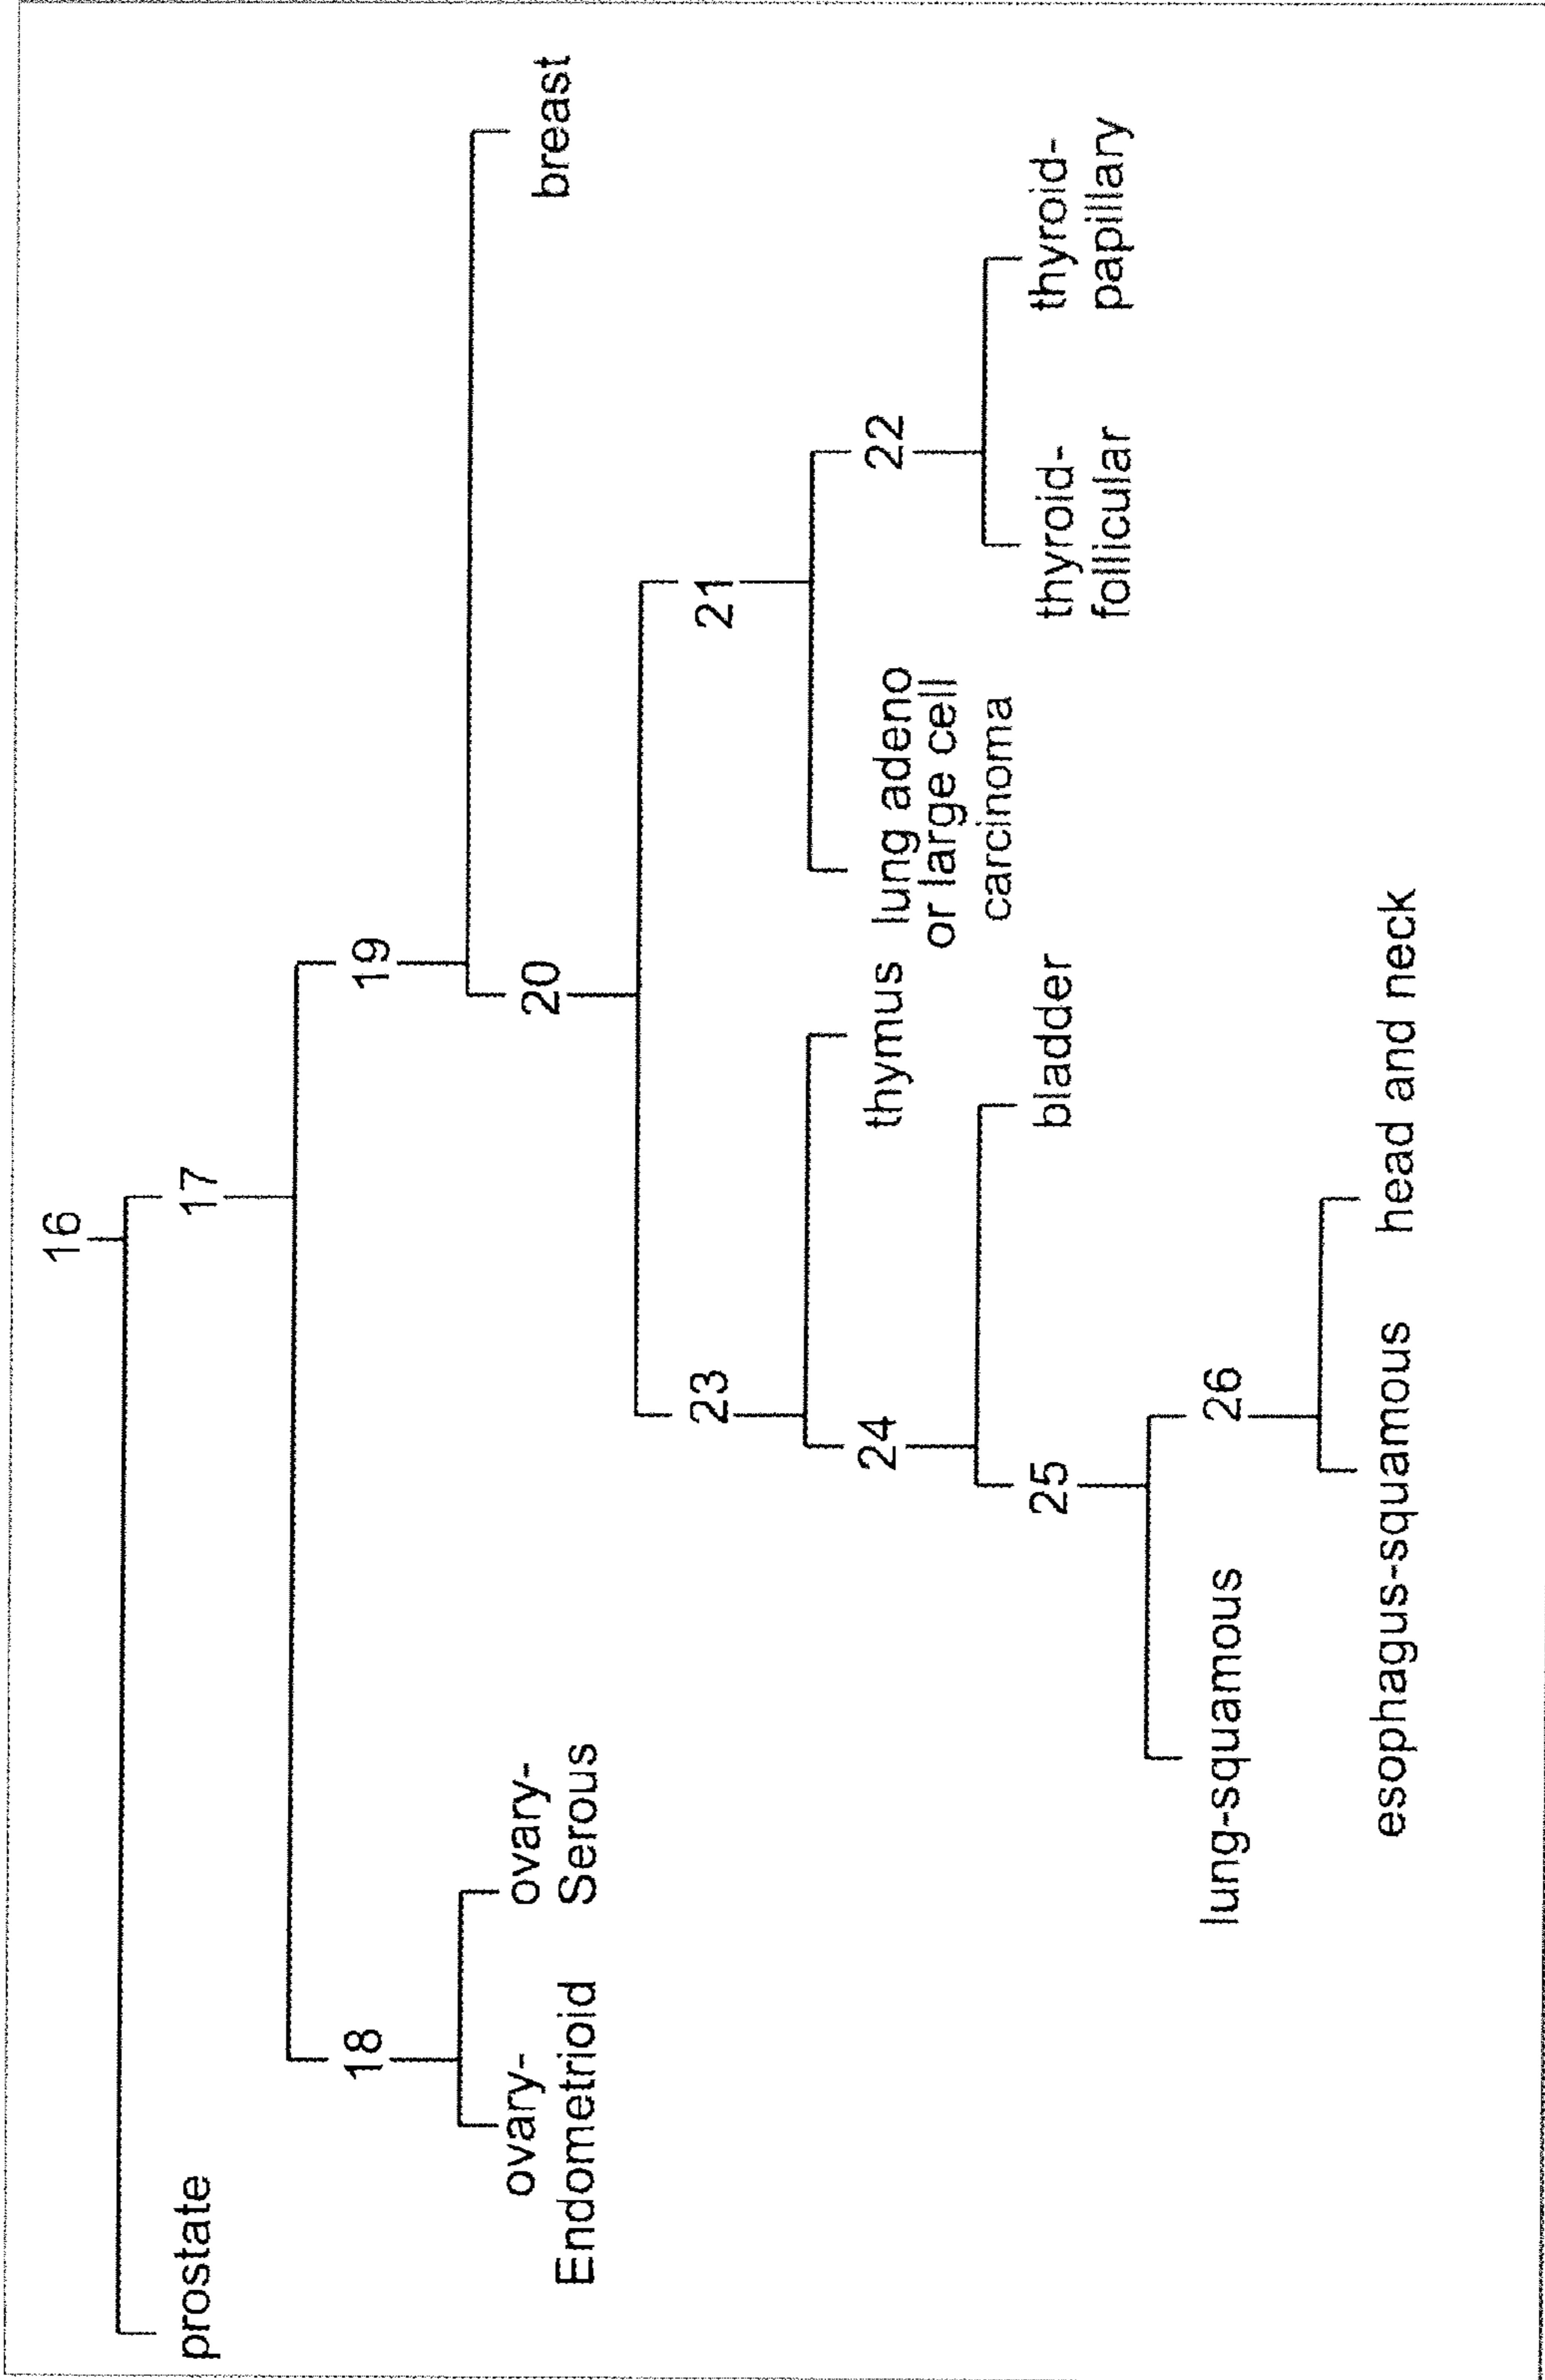 16
prostate
17
18
19
ovary-
Endometrioid
ovary-
Serous
20
breast
23
21
24
thymus
lung adeno
or large cell
carcinoma
22
25
bladder
thyroid-
follicular
thyroid-
papillary
lung-squamous
26
esophagus-squamous
head and neck